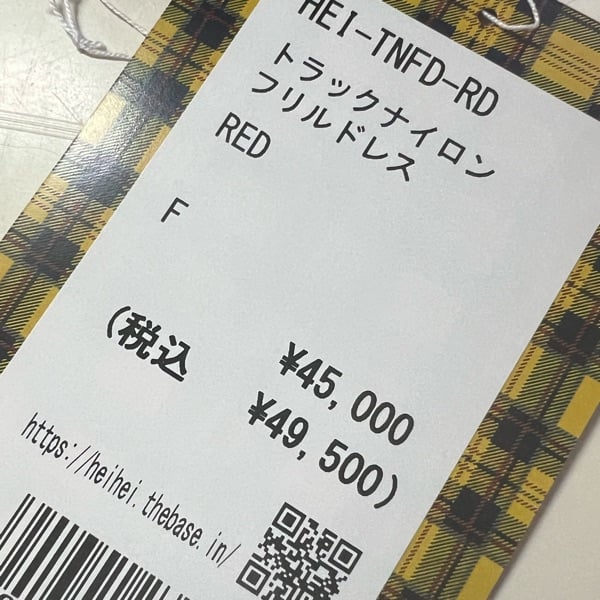 HEI-TNFD-RD
トラックナイロン
フリルドレス
RED
F
¥45,000
(税込 ¥49,500)
https://heihei.thebase.in/